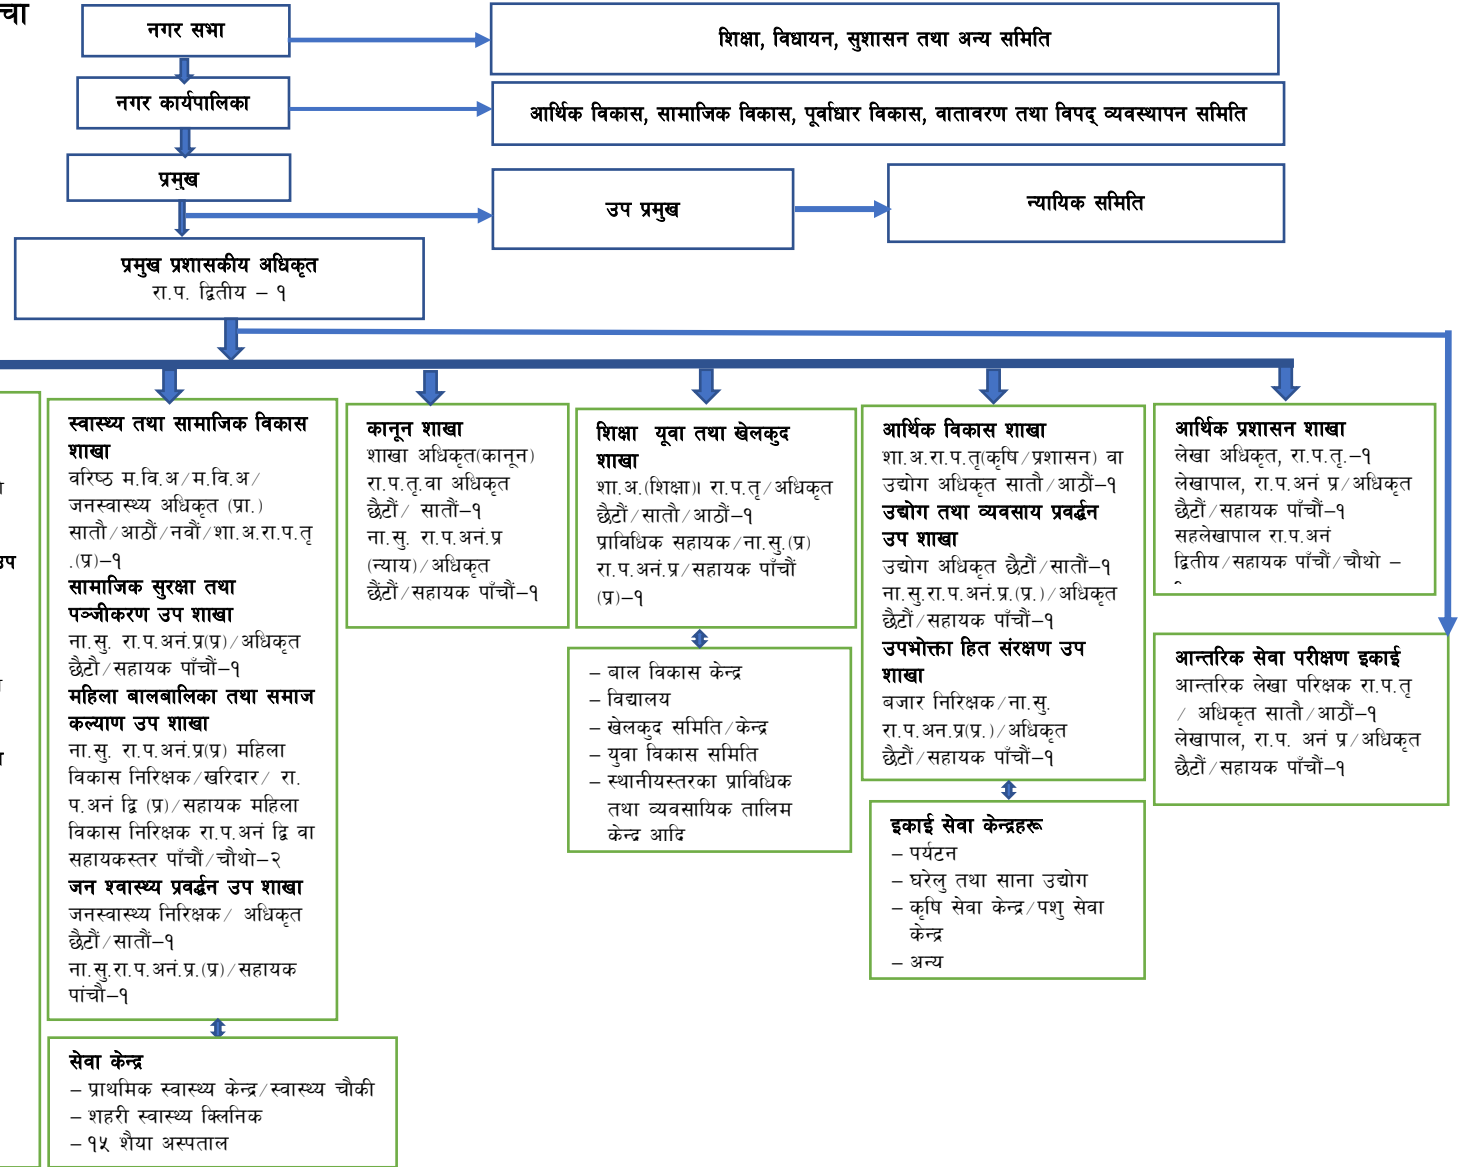 चा
नगर सभा
शिक्षा, विधायन, सुशासन तथा अन्य समिति
नगर कार्यपालिका
आर्थिक विकास, सामाजिक विकास, पूर्वाधार विकास, वातावरण तथा विपद् व्यवस्थापन समिति
प्रमुख
उप प्रमुख
न्यायिक समिति
प्रमुख प्रशासकीय अधिकृत
रा.प. द्वितीय – १
उप
स्वास्थ्य तथा सामाजिक विकास
शाखा
वरिष्ठ म.वि.अ/म.वि.अ/
जनस्वास्थ्य अधिकृत (प्रा.)
सातौ/आठौं/नवौं/शा.अ.रा.प.तृ
.(प्र)–१
सामाजिक सुरक्षा तथा
पञ्जीकरण उप शाखा
ना.सु. रा.प.अनं.प्र(प्र)/अधिकृत
छैटौ/सहायक पाँचौं–१
महिला बालबालिका तथा समाज
कल्याण उप शाखा
ना.सु. रा.प.अनं.प्र(प्र) महिला
विकास निरिक्षक/खरिदार/ रा.
प.अनं द्वि (प्र)/सहायक महिला
विकास निरिक्षक रा.प.अनं द्वि वा
सहायकस्तर पाँचौं/चौथो–२
जन श्वास्थ्य प्रवर्द्धन उप शाखा
जनस्वास्थ्य निरिक्षक/ अधिकृत
छैटौं/सातौं–१
ना.सु.रा.प.अनं.प्र.(प्र)/सहायक
पांचौ–१
सेवा केन्द्र
– प्राथमिक स्वास्थ्य केन्द्र/स्वास्थ्य चौकी
– शहरी स्वास्थ्य क्लिनिक
– १५ शैया अस्पताल
कानून शाखा
शाखा अधिकृत(कानून)
रा.प.तृ.वा अधिकृत
छैटौं/ सातौं–१
ना.सु. रा.प.अनं.प्र
(न्याय)/अधिकृत
छैंटौं/सहायक पाँचौं–१
शिक्षा यूवा तथा खेलकुद
शाखा
शा.अ.(शिक्षा)। रा.प.तृ/अधिकृत
छैटौं/सातौ/आठौं–१
प्राविधिक सहायक/ना.सु.(प्र)
रा.प.अनं.प्र/सहायक पाँचौं
(प्र)–१
– बाल विकास केन्द्र
– विद्यालय
– खेलकुद समिति/केन्द्र
– युवा विकास समिति
– स्थानीयस्तरका प्राविधिक
तथा व्यवसायिक तालिम
केन्द्र आदि
आर्थिक विकास शाखा
शा.अ.रा.प.तृ(कृषि/प्रशासन) वा
उद्योग अधिकृत सातौ/आठौं–१
उद्योग तथा व्यवसाय प्रवर्द्धन
उप शाखा
उद्योग अधिकृत छैटौं/सातौं–१
ना.सु.रा.प.अनं.प्र.(प्र.)/अधिकृत
छैटौं/सहायक पाँचौं–१
उपभोक्ता हित संरक्षण उप
शाखा
बजार निरिक्षक/ना.सु.
रा.प.अन.प्र(प्र.)/अधिकृत
छैटौं/सहायक पाँचौं–१
इकाई सेवा केन्द्रहरू
– पर्यटन
– घरेलु तथा साना उद्योग
– कृषि सेवा केन्द्र/पशु सेवा
केन्द्र
– अन्य
आर्थिक प्रशासन शाखा
लेखा अधिकृत, रा.प.तृ.–१
लेखापाल, रा.प.अनं प्र/अधिकृत
छैटौं/सहायक पाँचौं–१
सहलेखापाल रा.प.अनं
द्वितीय/सहायक पाँचौं/चौथो –
आन्तरिक सेवा परीक्षण इकाई
आन्तरिक लेखा परिक्षक रा.प.तृ
/ अधिकृत सातौ/आठौं–१
लेखापाल, रा.प. अनं प्र/अधिकृत
छैटौं/सहायक पाँचौं–१